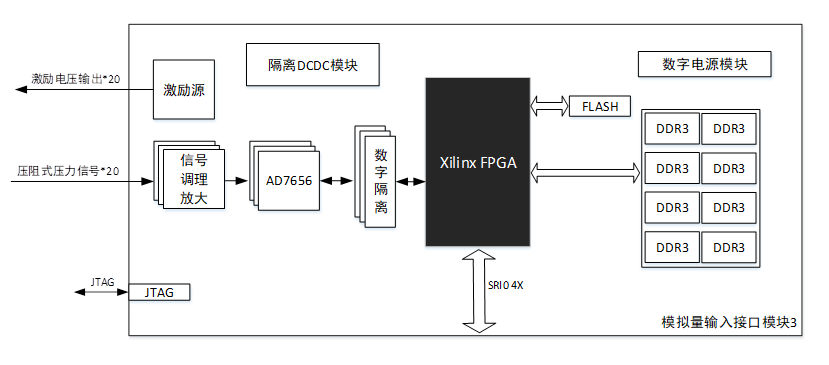 激励电压输出*20
激励源
隔离DCDC模块
数字电源模块
压阻式压力信号*20
信号
调理
放大
AD7656
数
字
隔
离
Xilinx FPGA
FLASH
DDR3 DDR3
DDR3 DDR3
DDR3 DDR3
DDR3 DDR3
SRIO 4X
JTAG
JTAG
模拟量输入接口模块3